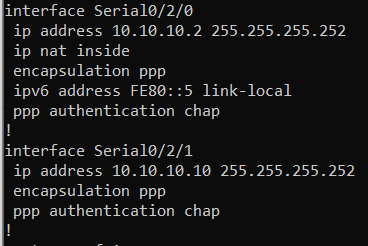 interface Serial0/2/0
 ip address 10.10.10.2 255.255.255.252
 ip nat inside
 encapsulation ppp
 ipv6 address FE80::5 link-local
 ppp authentication chap
!
interface Serial0/2/1
 ip address 10.10.10.10 255.255.255.252
 encapsulation ppp
 ppp authentication chap
!